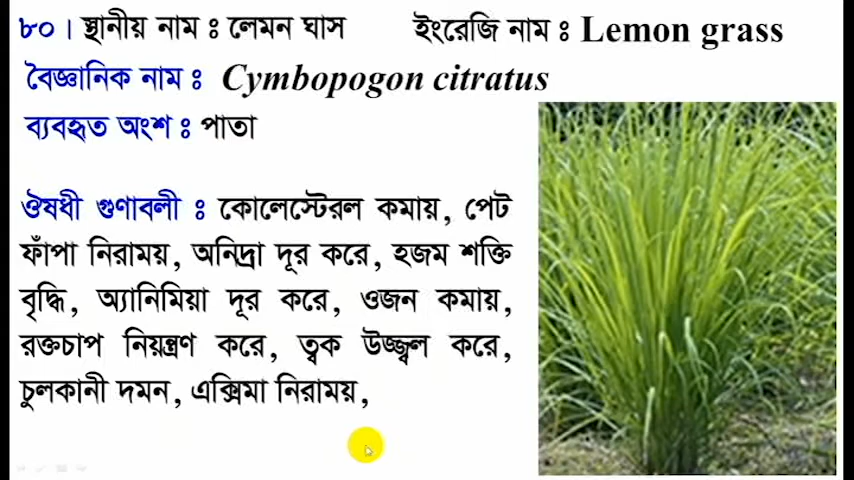 ৮০। স্থানীয় নাম : লেমন ঘাস ইংরেজি নাম : Lemon grass
বৈজ্ঞানিক নাম : Cymbopogon citratus
ব্যবহৃত অংশ : পাতা
ঔষধী গুণাবলী : কোলেস্টেরল কমায়, পেট
ফাঁপা নিরাময়, অনিদ্রা দূর করে, হজম শক্তি
বৃদ্ধি, অ্যানিমিয়া দূর করে, ওজন কমায়,
রক্তচাপ নিয়ন্ত্রণ করে, ত্বক উজ্জ্বল করে,
চুলকানী দমন, এক্সিমা নিরাময়,